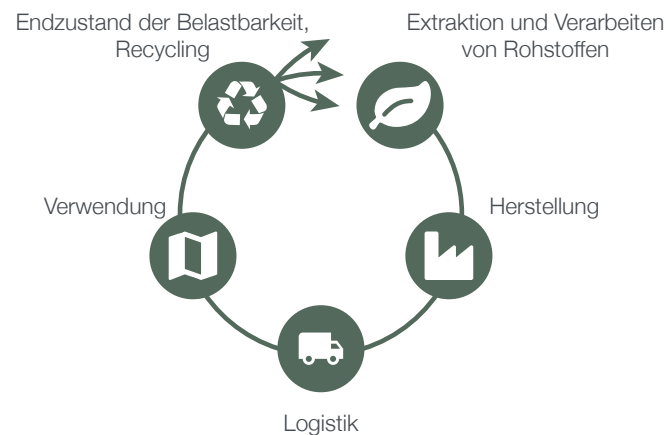 Endzustand der Belastbarkeit,
Recycling
Extraktion und Verarbeiten
von Rohstoffen
Verwendung
Herstellung
Logistik